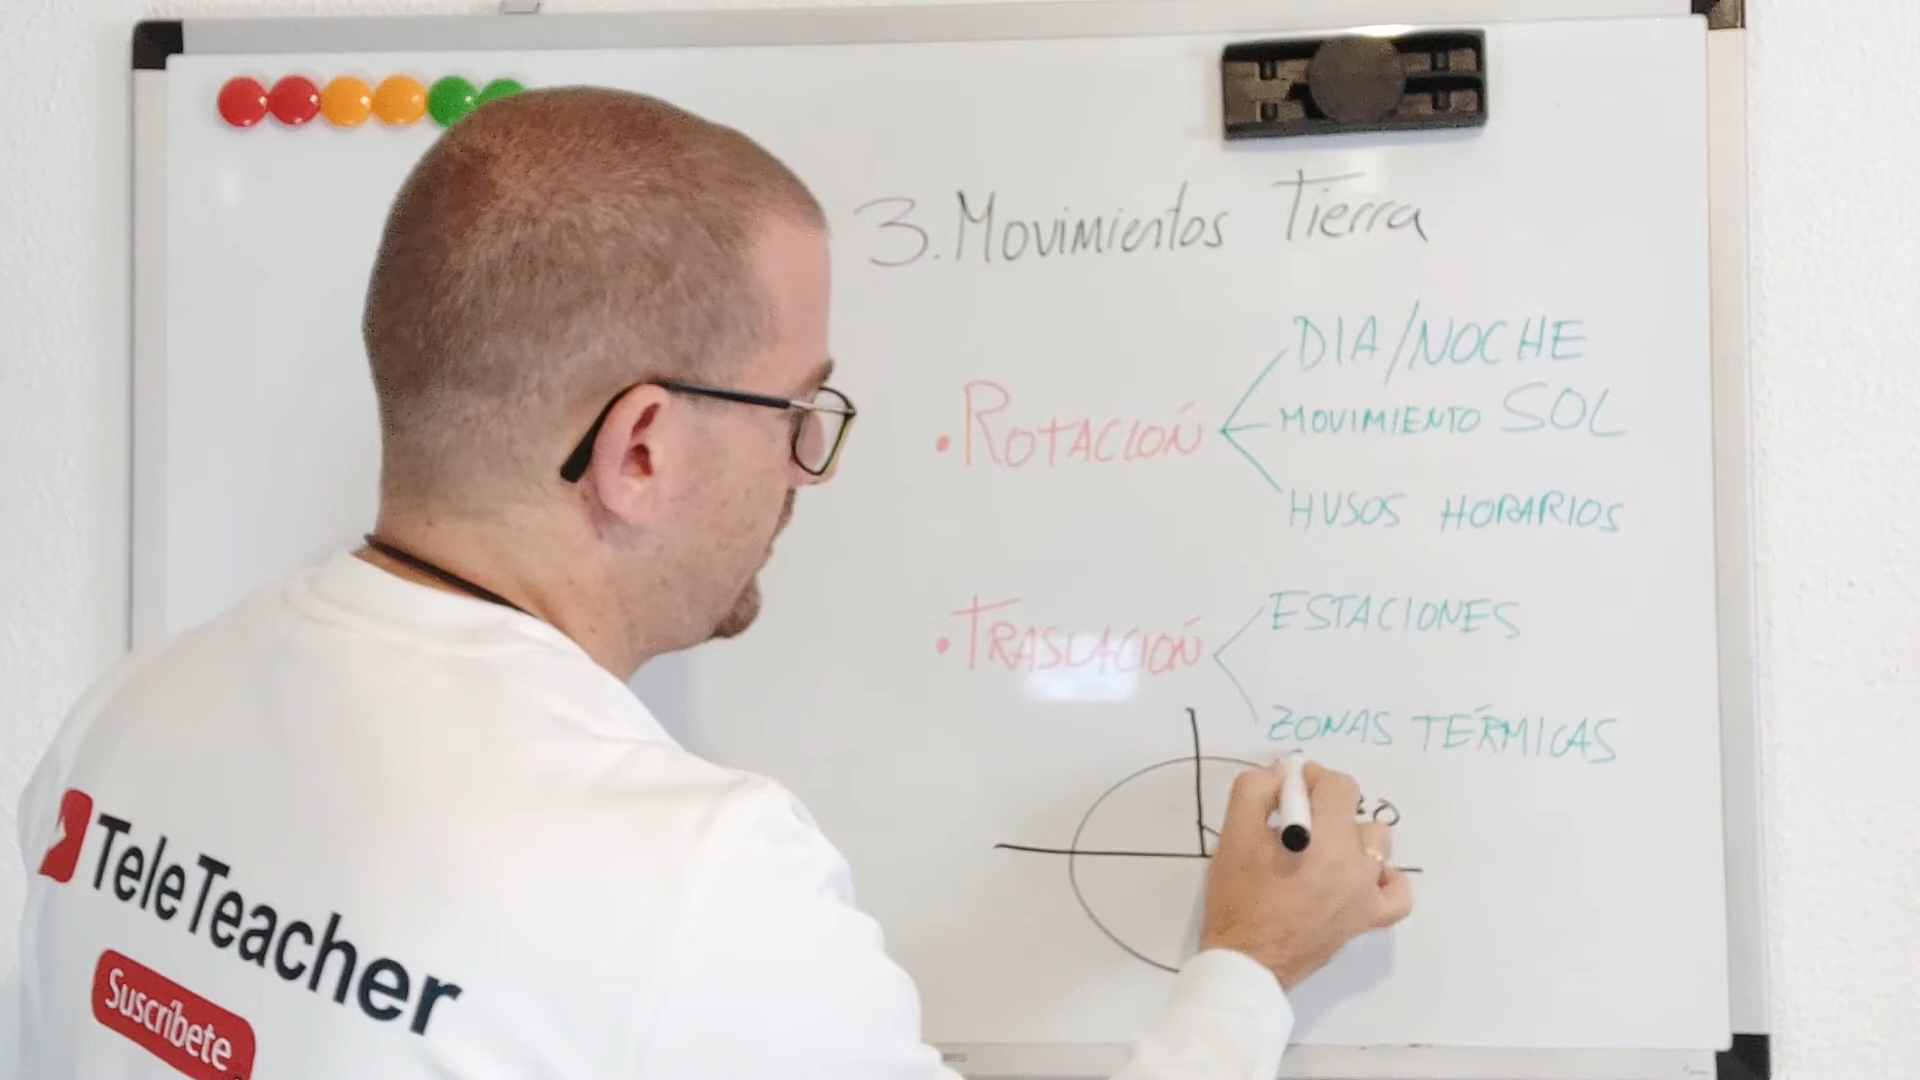 3. Movimientos Tierra
DIA/NOCHE
• ROTACIÓN
MOVIMIENTO SOL
HUSOS HORARIOS
ESTACIONES
• TRASLACIÓN
ZONAS TÉRMICAS
TeleTeacher
Suscríbete